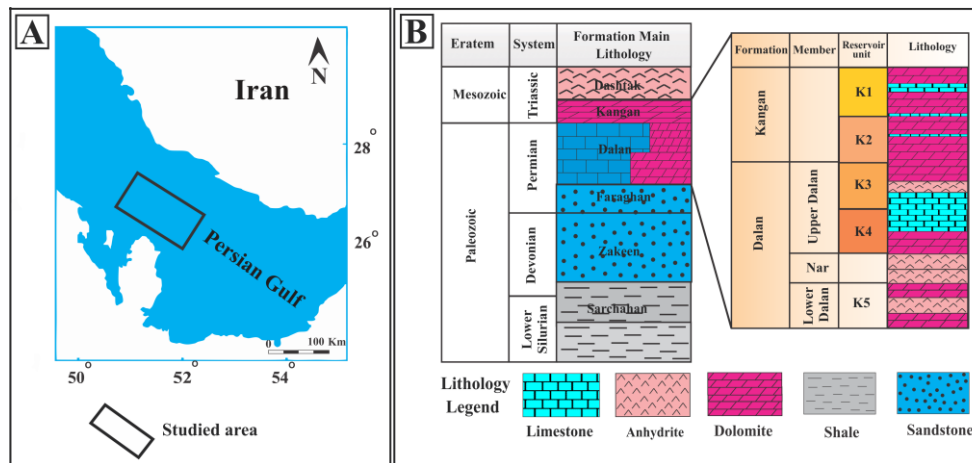 A
Iran
N
28°
26°
Persian Gulf
0 100 Km
50° 52° 54°
Studied area
B
Eratem System Formation Main Lithology
Mesozoic
Triassic
Dashtak
Kangan
Paleozoic
Permian
Dalan
Faraghan
Devonian
Zakeen
Lower Silurian
Sarchahan
Formation Member Reservoir unit Lithology
Kangan
K1
K2
Dalan
Upper Dalan
K3
K4
Nar
Lower Dalan
K5
Lithology
Legend
Limestone Anhydrite Dolomite Shale Sandstone